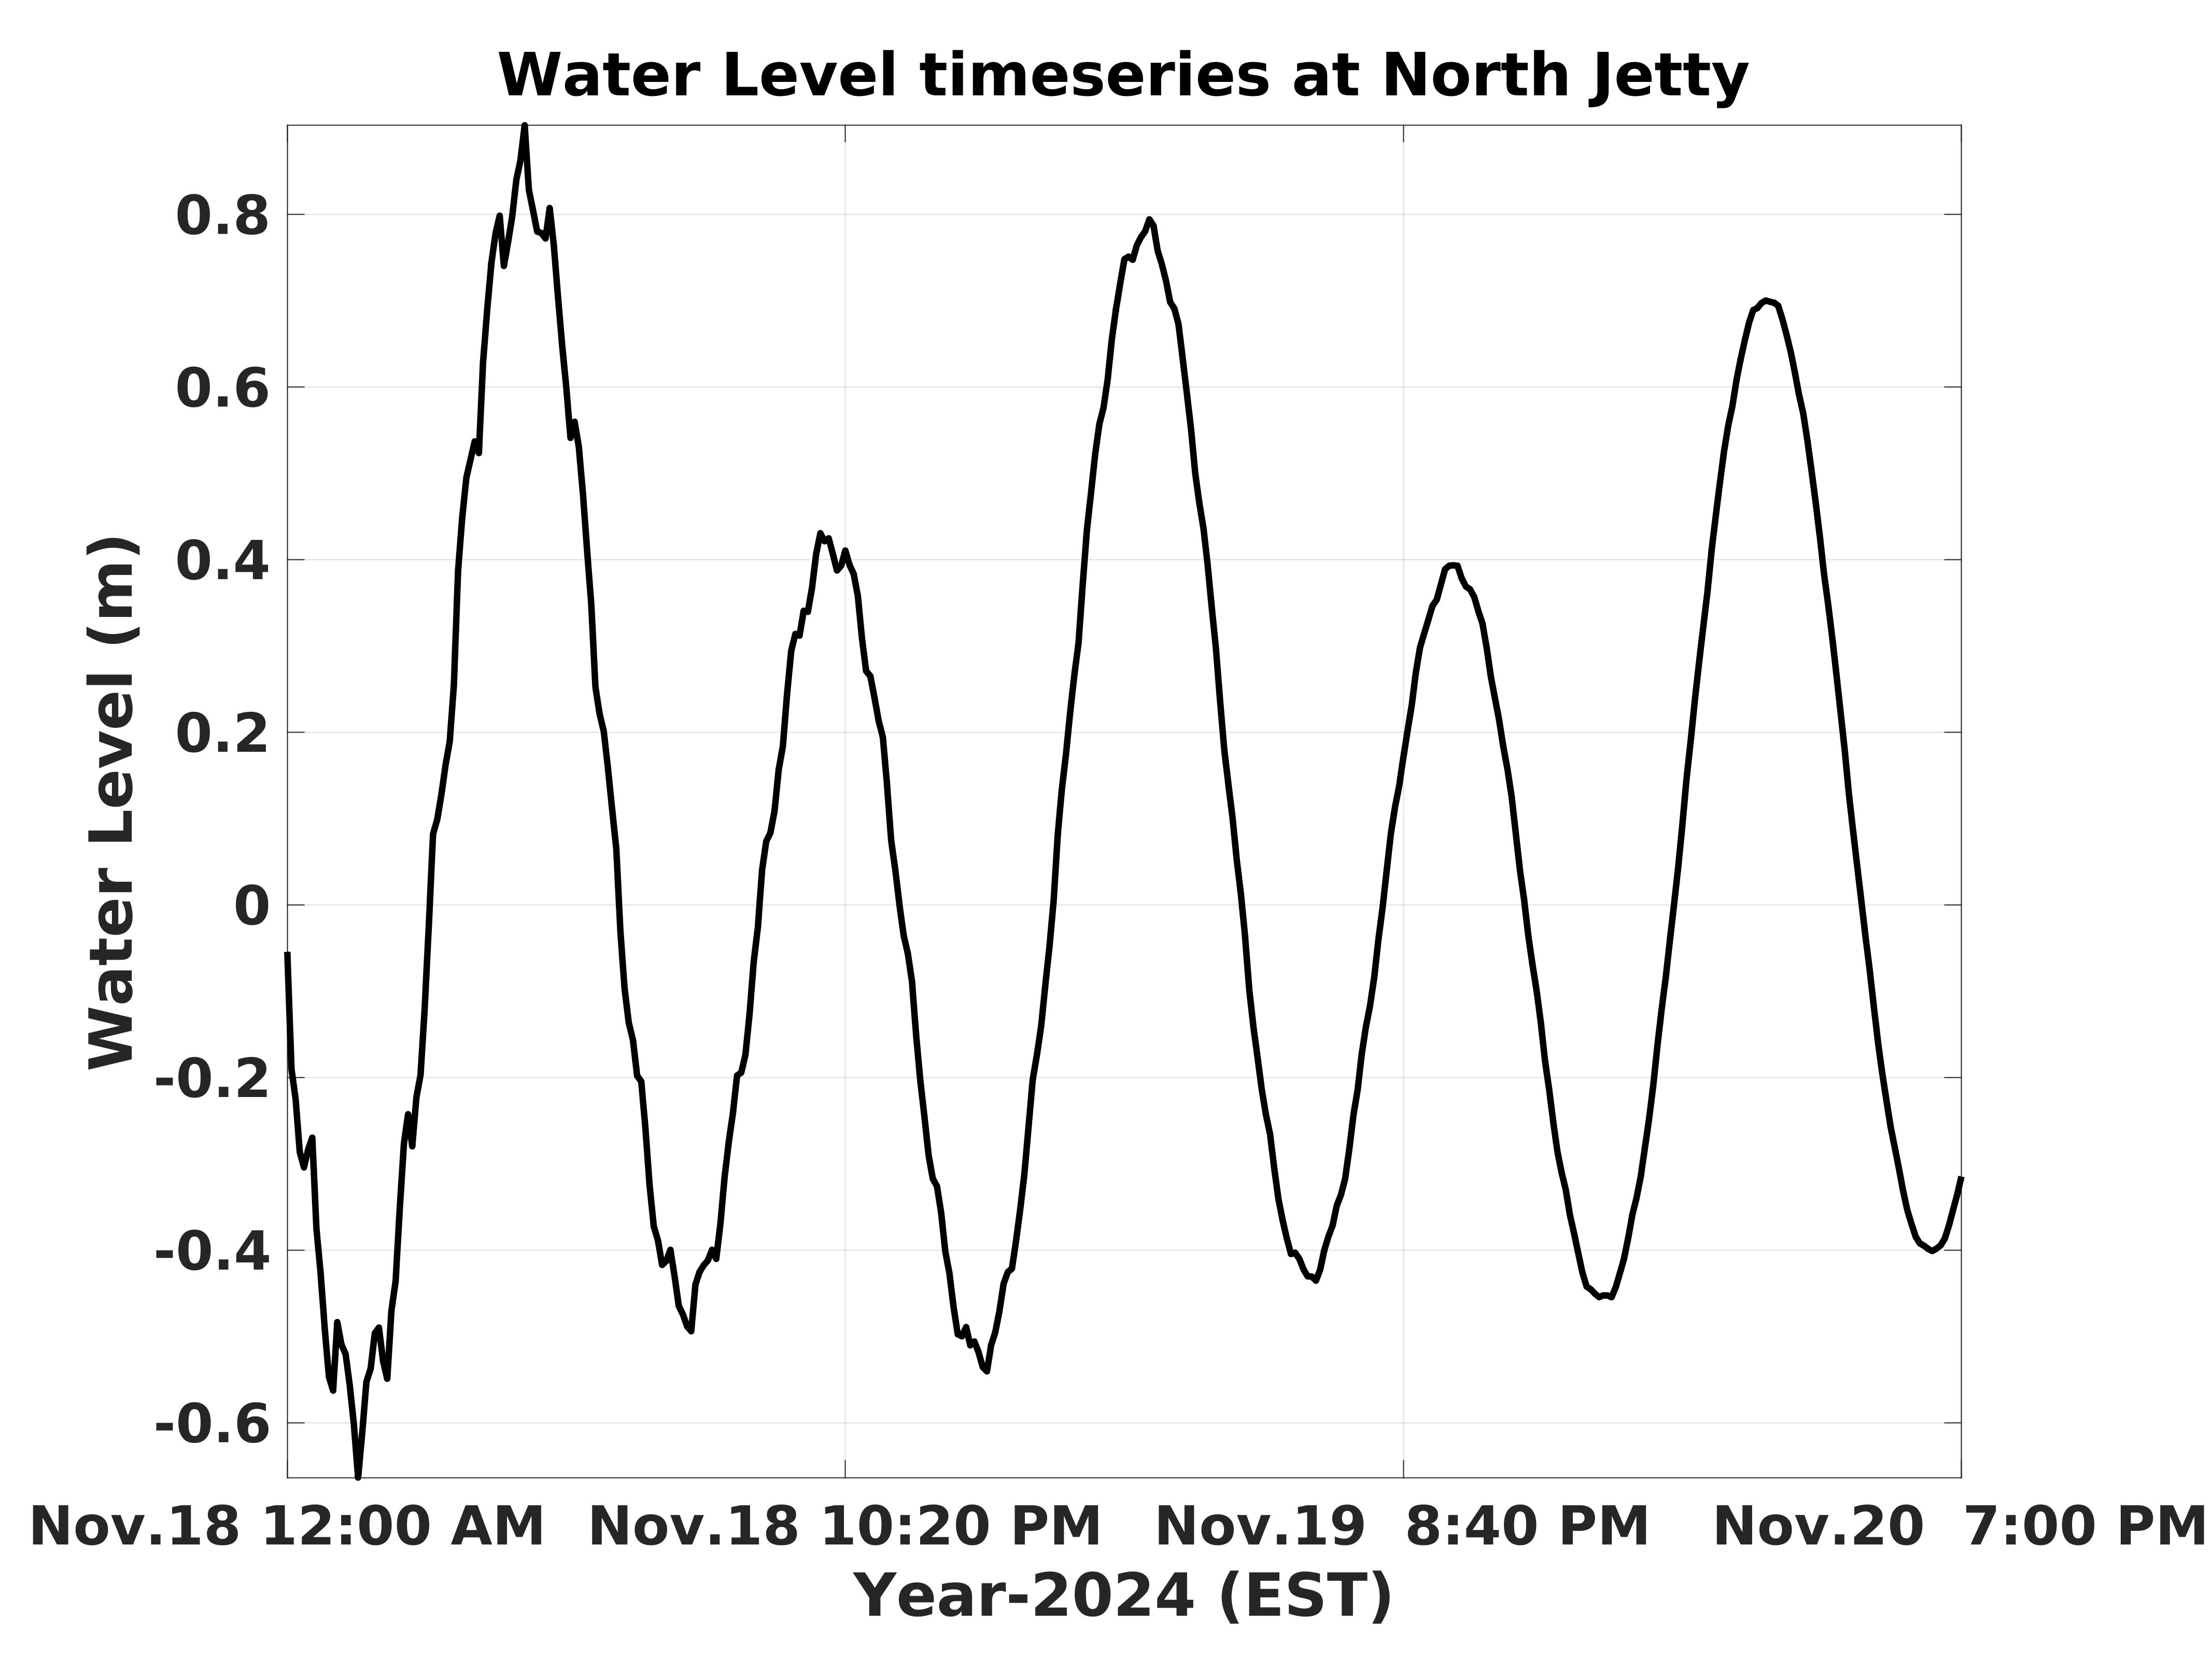 Water Level timeseries at North Jetty
Water Level (m)
0.8
0.6
0.4
0.2
0
-0.2
-0.4
-0.6
Nov.18 12:00 AM Nov.18 10:20 PM Nov.19 8:40 PM Nov.20 7:00 PM
Year-2024 (EST)